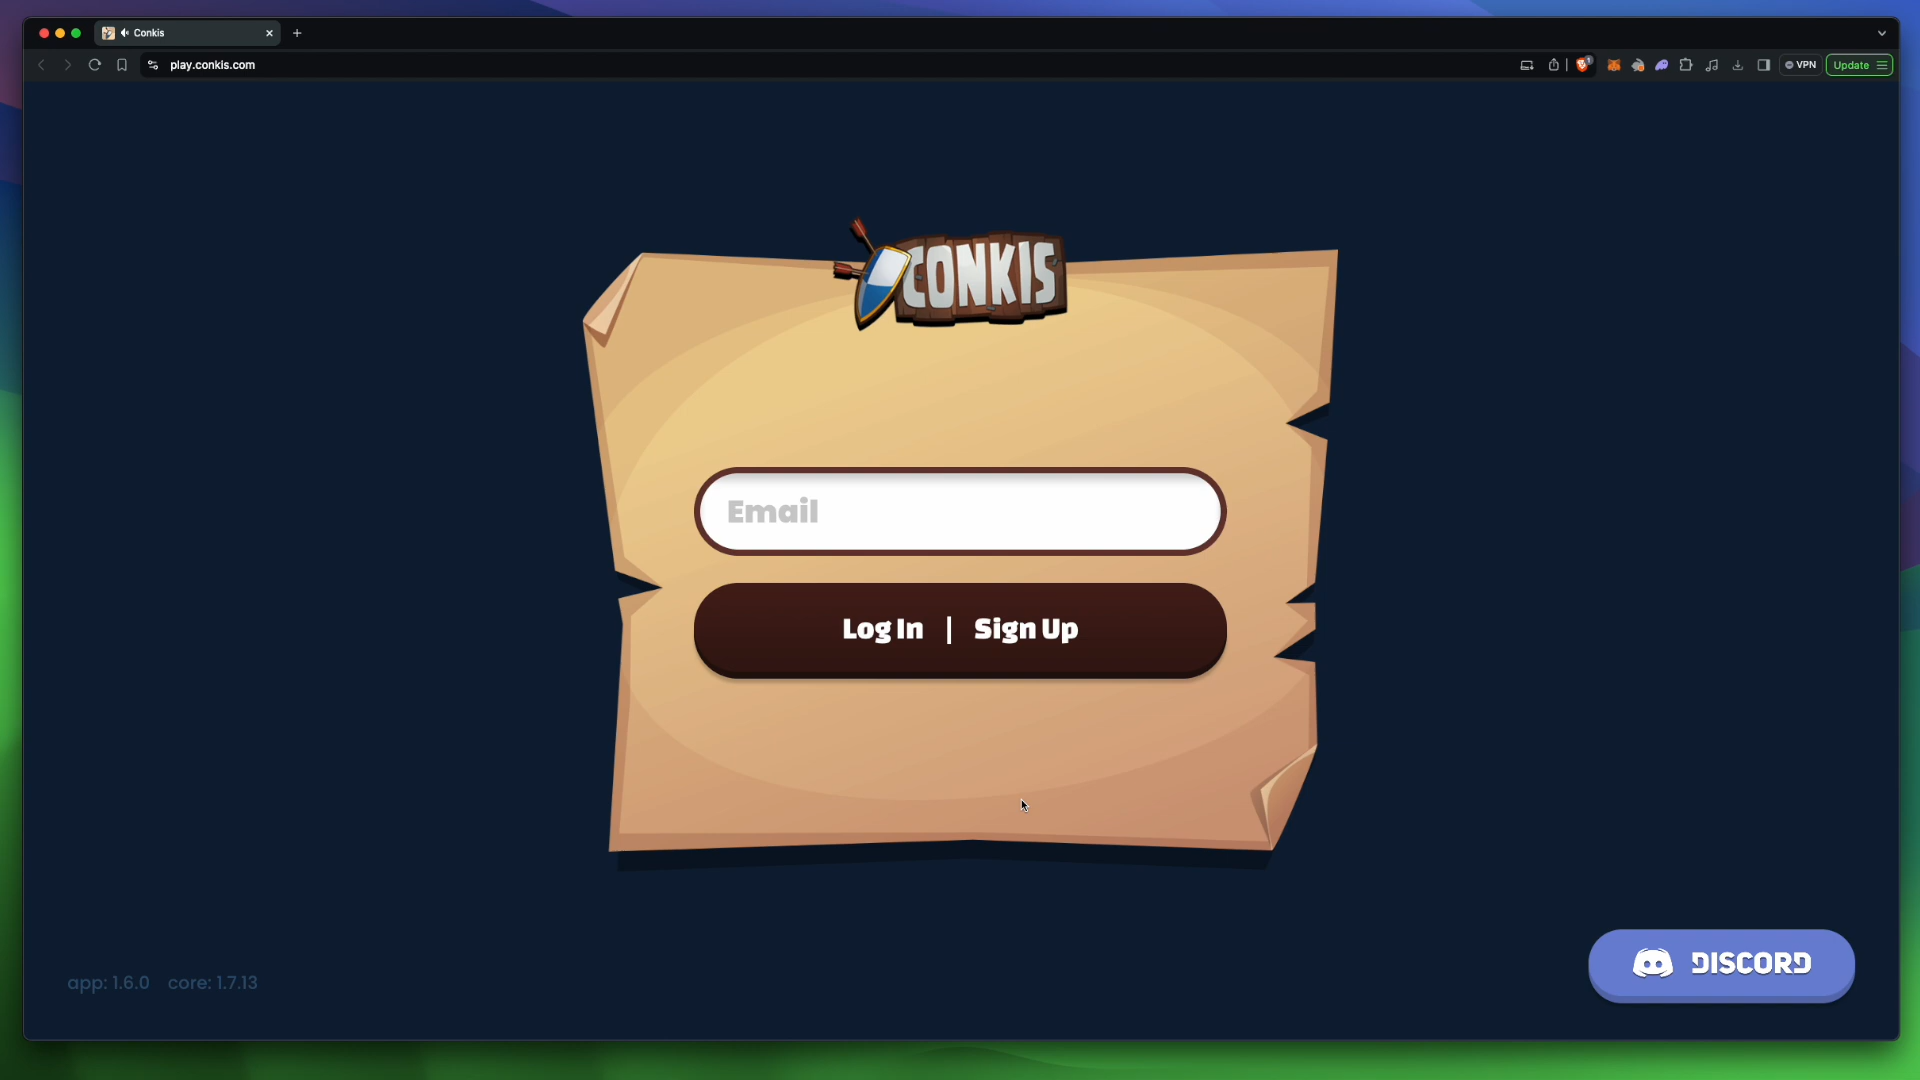 Conkis
play.conkis.com
1
VPN
Update
CONKIS
Email
Log In | Sign Up
app: 1.6.0 core: 1.7.13
DISCORD